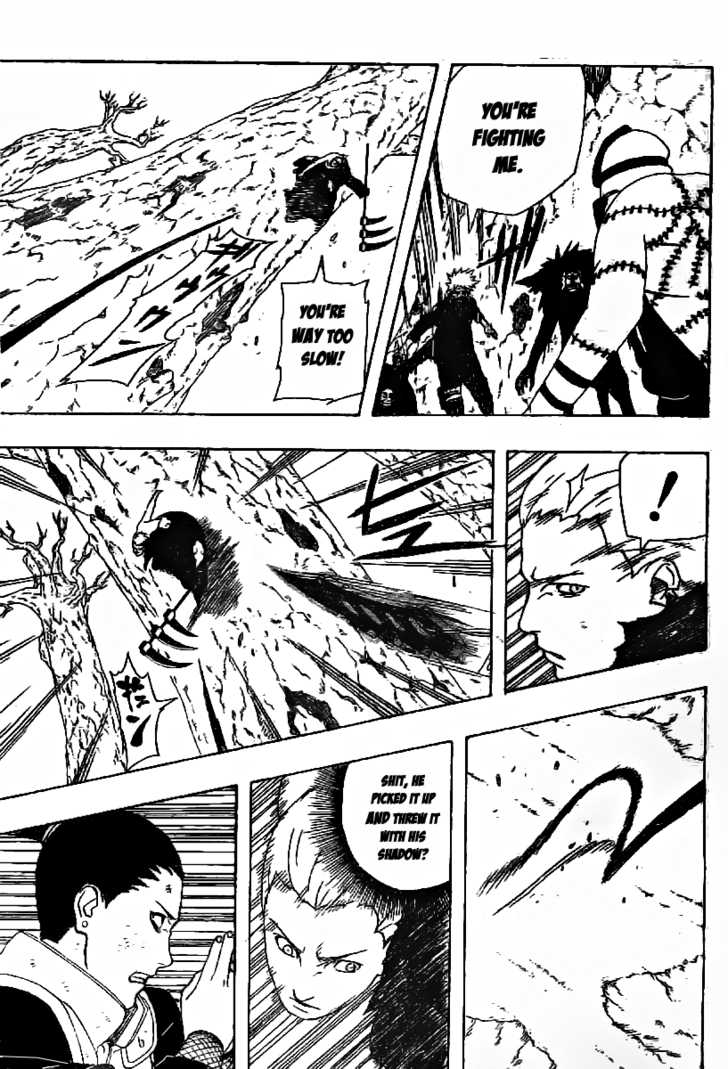 YOU'RE
FIGHTING
ME.
YOU'RE
WAY TOO
SLOW!
!
SHIT, HE
PICKED IT UP
AND THREW IT
WITH HIS
SHADOW?